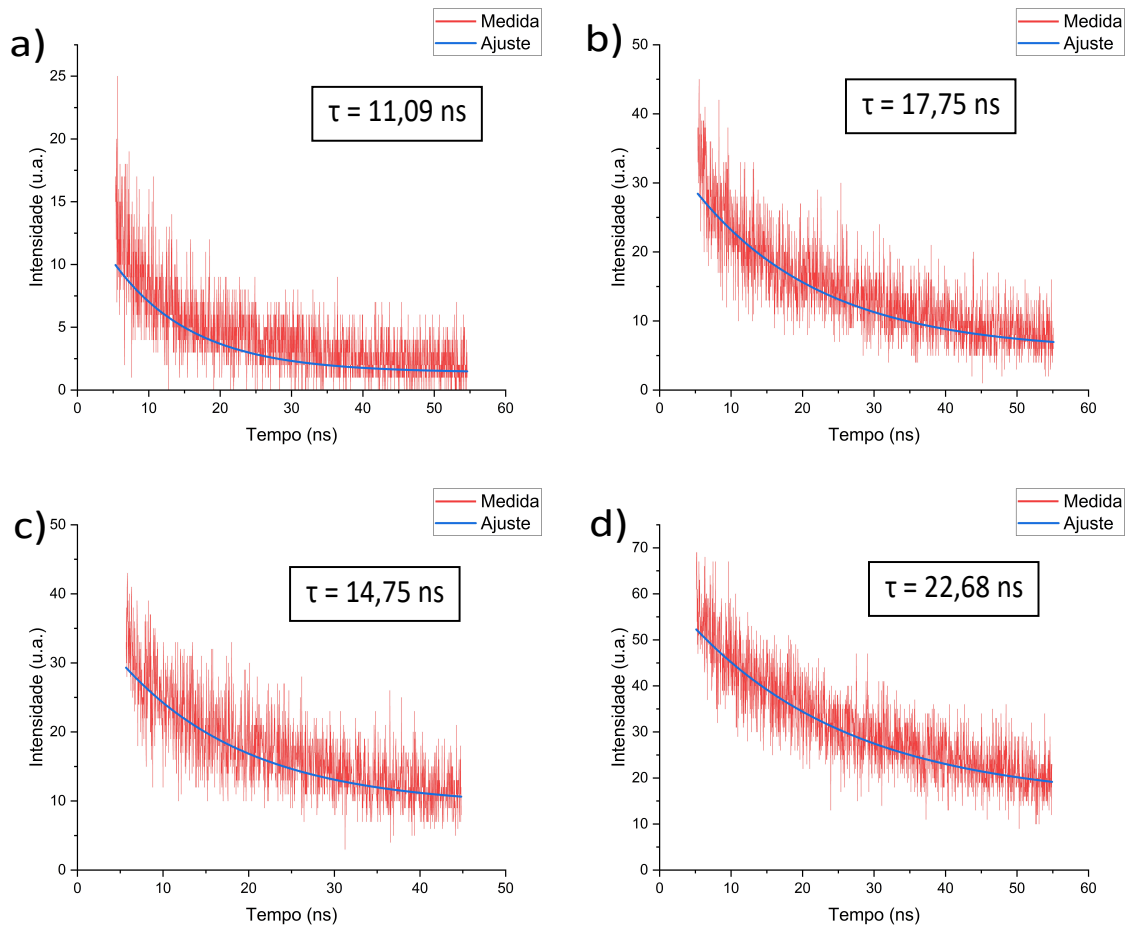 a)
Medida
Ajuste
τ = 11,09 ns
Intensidade (u.a.)
25
20
15
10
5
0
0 10 20 30 40 50 60
Tempo (ns)
b)
Medida
Ajuste
τ = 17,75 ns
Intensidade (u.a.)
50
40
30
20
10
0
0 10 20 30 40 50 60
Tempo (ns)
c)
Medida
Ajuste
τ = 14,75 ns
Intensidade (u.a.)
50
40
30
20
10
0
0 10 20 30 40 50
Tempo (ns)
d)
Medida
Ajuste
τ = 22,68 ns
Intensidade (u.a.)
70
60
50
40
30
20
10
0
0 10 20 30 40 50 60
Tempo (ns)